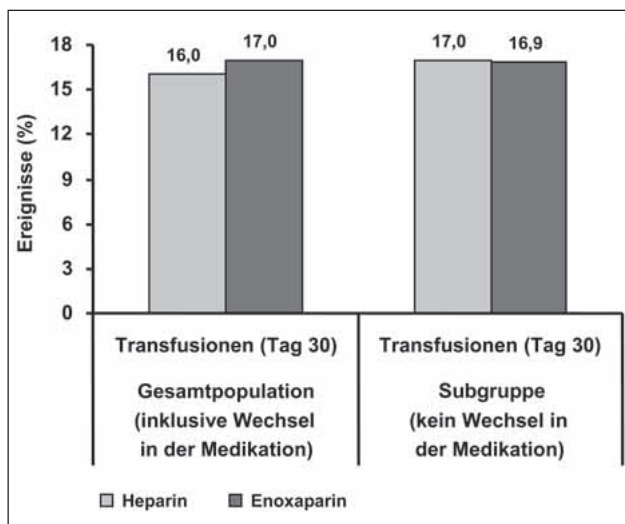 18
15
12
9
6
3
0
Ereignisse (%)
16,0
17,0
17,0
16,9
Transfusionen (Tag 30)
Gesamtpopulation
(inklusive Wechsel
in der Medikation)
Transfusionen (Tag 30)
Subgruppe
(kein Wechsel in
der Medikation)
Heparin
Enoxaparin